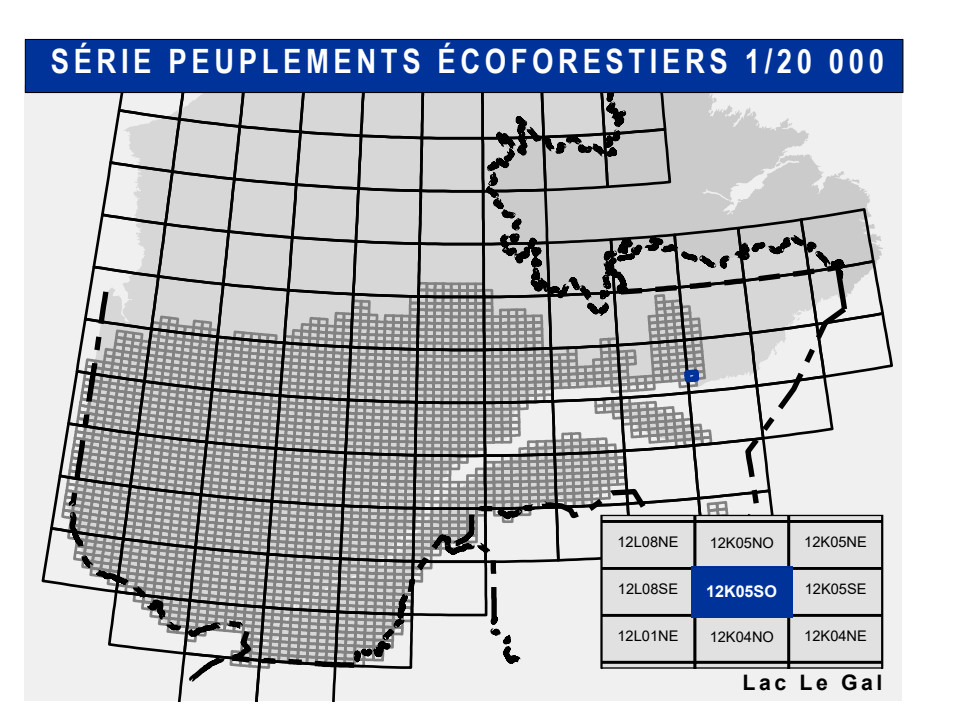 SÉRIE PEUPLEMENTS ÉCOFORESTIERS 1/20 000
12L08NE 12K05NO 12K05NE
12L08SE 12K05SO 12K05SE
12L01NE 12K04NO 12K04NE
Lac Le Gal